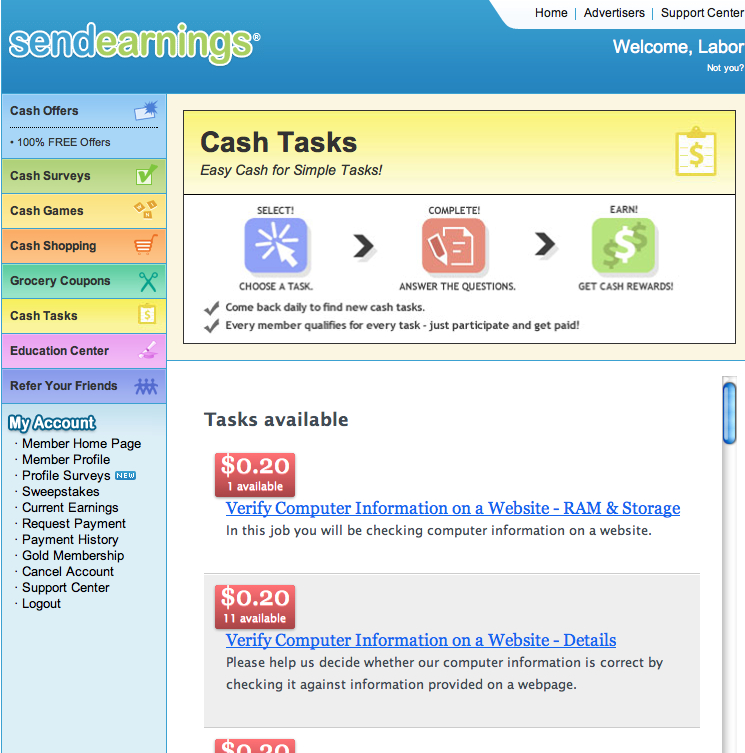 Home | Advertisers | Support Center
sendearnings®
Welcome, Labor
Not you?
Cash Offers
• 100% FREE Offers
Cash Surveys
Cash Games
Cash Shopping
Grocery Coupons
Cash Tasks
Education Center
Refer Your Friends
My Account
· Member Home Page
· Member Profile
· Profile Surveys NEW
· Sweepstakes
· Current Earnings
· Request Payment
· Payment History
· Gold Membership
· Cancel Account
· Support Center
· Logout
Cash Tasks
Easy Cash for Simple Tasks!
$
SELECT! COMPLETE! EARN!
$ $ $
CHOOSE A TASK. ANSWER THE QUESTIONS. GET CASH REWARDS!
Come back daily to find new cash tasks.
Every member qualifies for every task - just participate and get paid!
Tasks available
$0.20
1 available
Verify Computer Information on a Website - RAM & Storage
In this job you will be checking computer information on a website.
$0.20
11 available
Verify Computer Information on a Website - Details
Please help us decide whether our computer information is correct by
checking it against information provided on a webpage.
$0.20